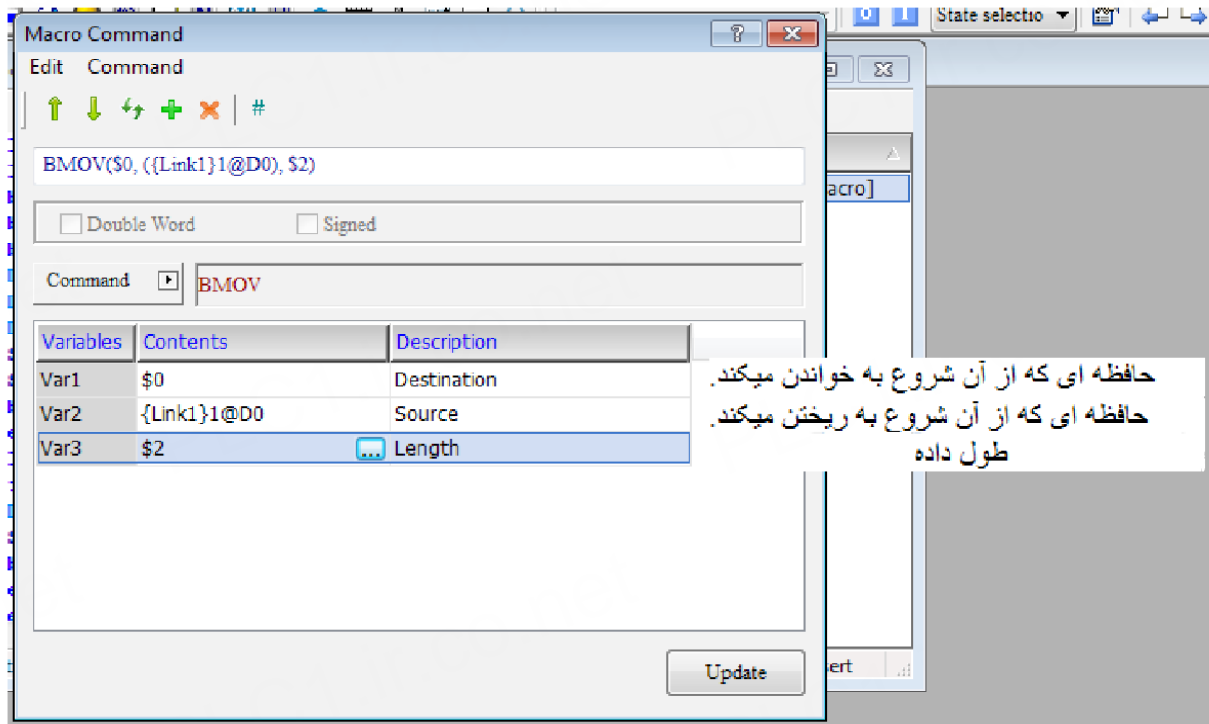 State selectio
Macro Command
Edit Command
#
BMOV($0, ({Link1}1@D0), $2)
acro]
Double Word Signed
Command BMOV
Variables Contents Description
Var1 $0 Destination
حافظه ای که از آن شروع به خواندن میکند.
Var2 {Link1}1@D0 Source
حافظه ای که از آن شروع به ریختن میکند.
Var3 $2 ... Length
طول داده
Update
ert